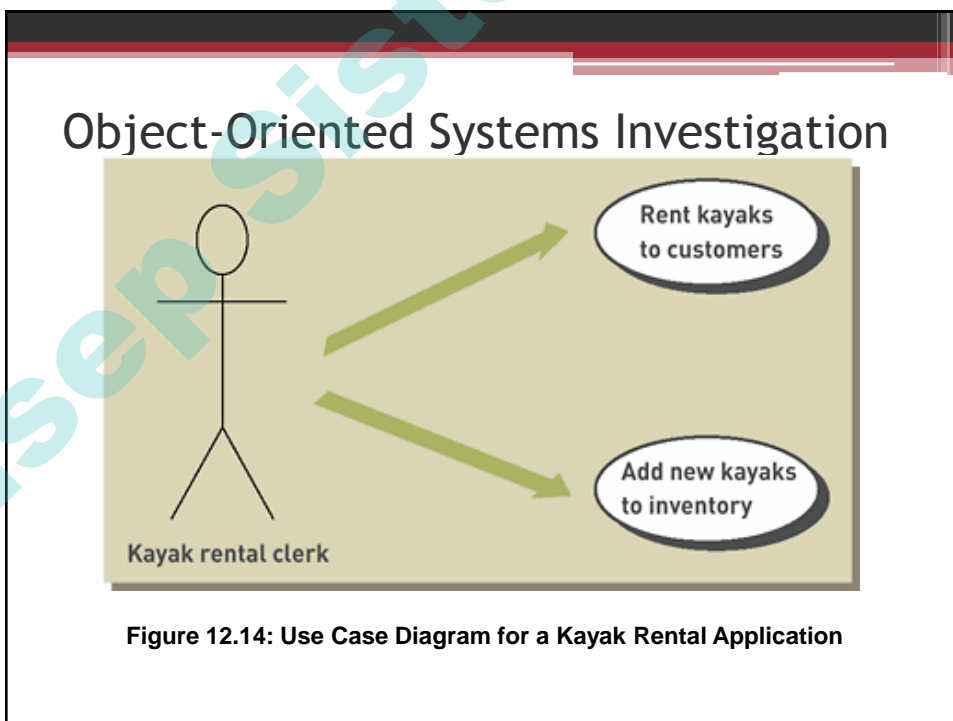 Object-Oriented Systems Investigation
Rent kayaks
to customers
Add new kayaks
to inventory
Kayak rental clerk
Figure 12.14: Use Case Diagram for a Kayak Rental Application